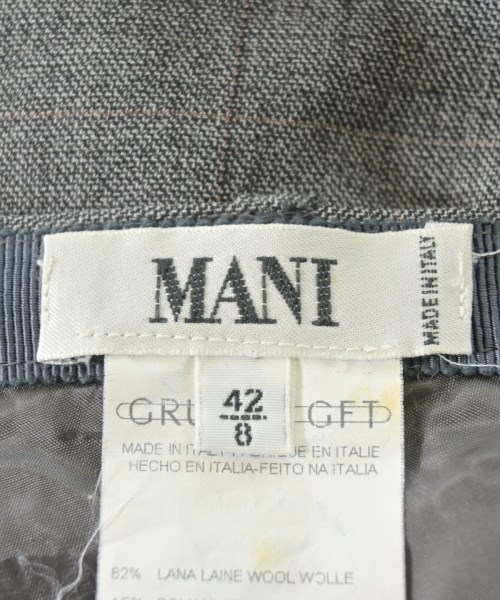 MANI
MADE IN ITALY
42
8
GFT
MADE IN ITALY EN ITALIE
HECHO EN ITALIA-FEITO NA ITALIA
82% LANA LAINE WOOL WOLLE